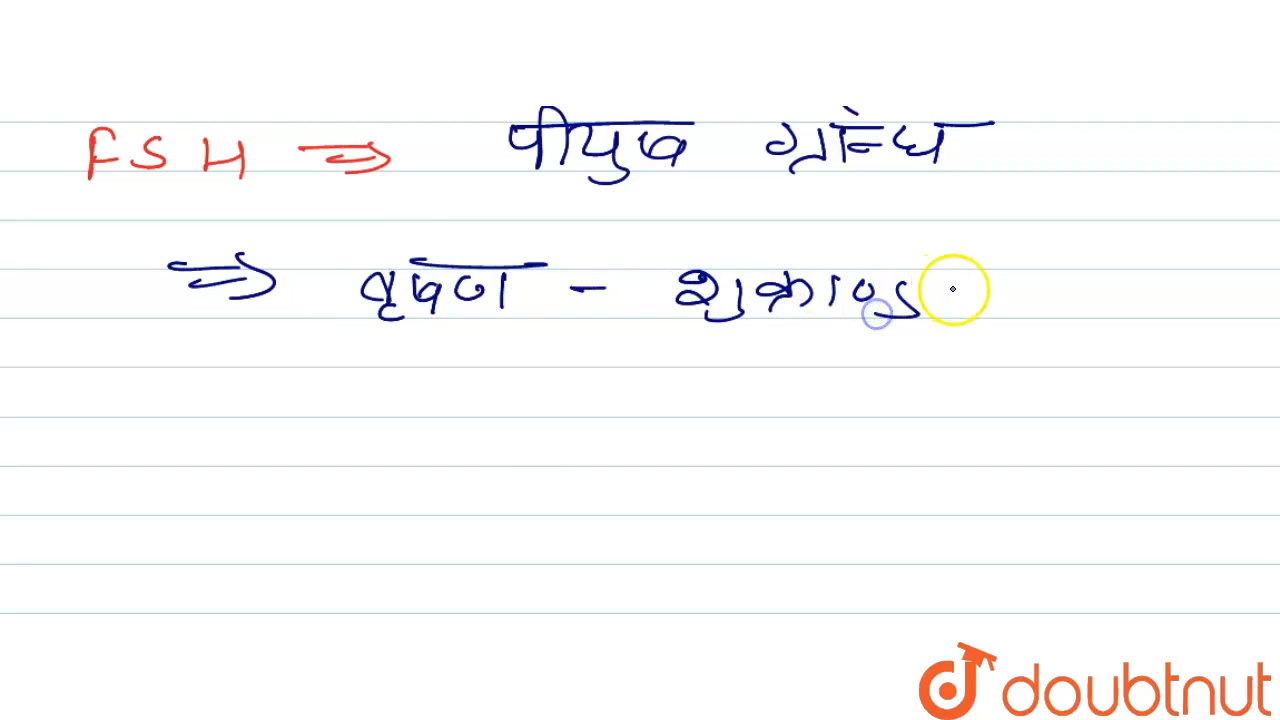 FSH ⇒ पीयुष ग्रन्थि
⇒ वृषण - शुक्राणु
doubtnut